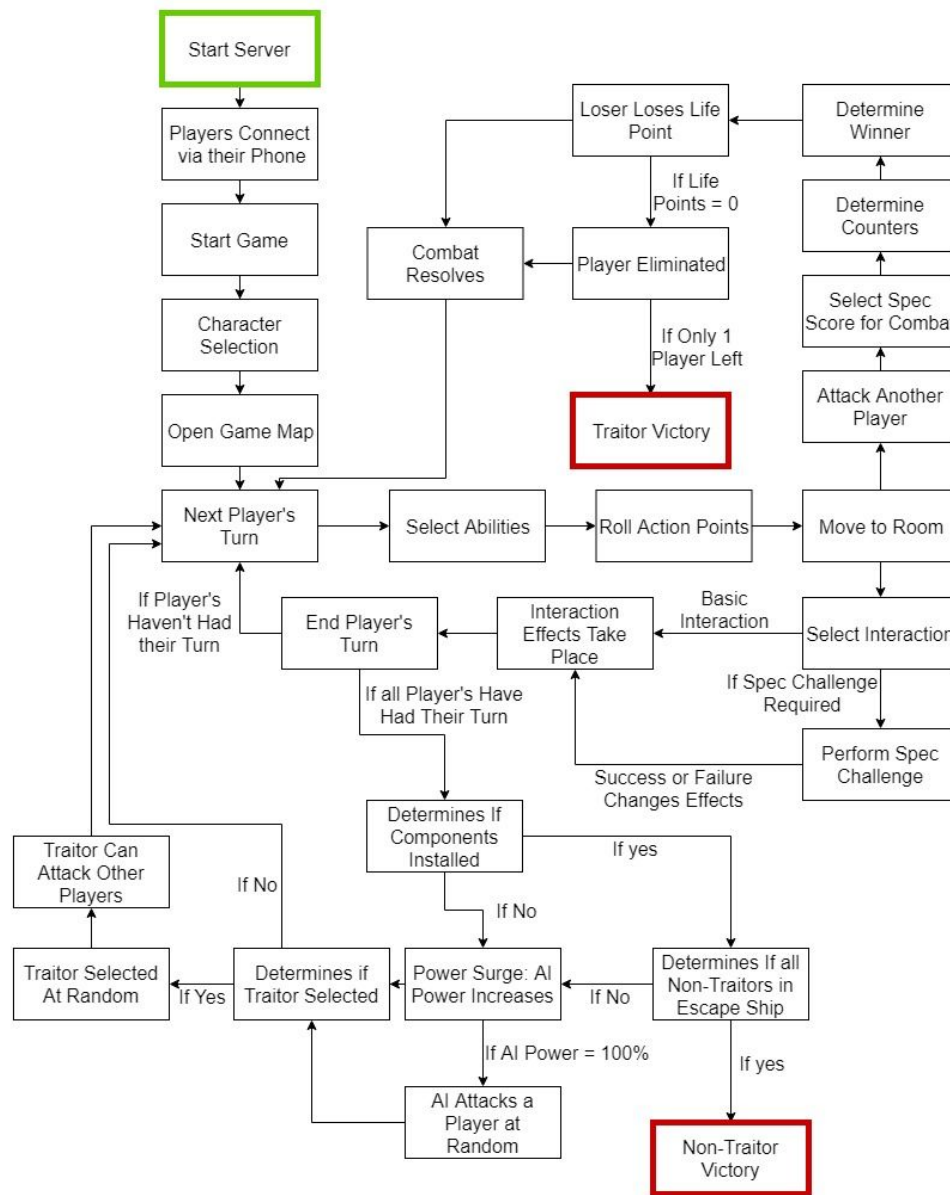 Start Server
Players Connect
via their Phone
Start Game
Character
Selection
Open Game Map
Next Player's
Turn
Select Abilities
Roll Action Points
Move to Room
Attack Another
Player
Select Spec
Score for Combat
Determine
Counters
Determine
Winner
Loser Loses Life
Point
If Life
Points = 0
Player Eliminated
Combat
Resolves
If Only 1
Player Left
Traitor Victory
Select Interaction
Basic
Interaction
If Spec Challenge
Required
Perform Spec
Challenge
Success or Failure
Changes Effects
Interaction
Effects Take
Place
End Player's
Turn
If Player's
Haven't Had
their Turn
If all Player's Have
Had Their Turn
Determines If
Components
Installed
If yes
If No
Determines If all
Non-Traitors in
Escape Ship
If No
If yes
Non-Traitor
Victory
Power Surge: AI
Power Increases
If AI Power = 100%
AI Attacks a
Player at
Random
Determines if
Traitor Selected
If No
If Yes
Traitor Selected
At Random
Traitor Can
Attack Other
Players